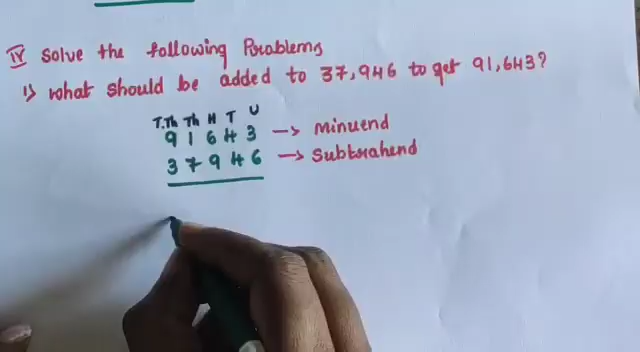 IV Solve the following Problems
1) What should be added to 37,946 to get 91,643?
T.Th Th H T U
9 1 6 4 3 → Minuend
3 7 9 4 6 → Subtrahend